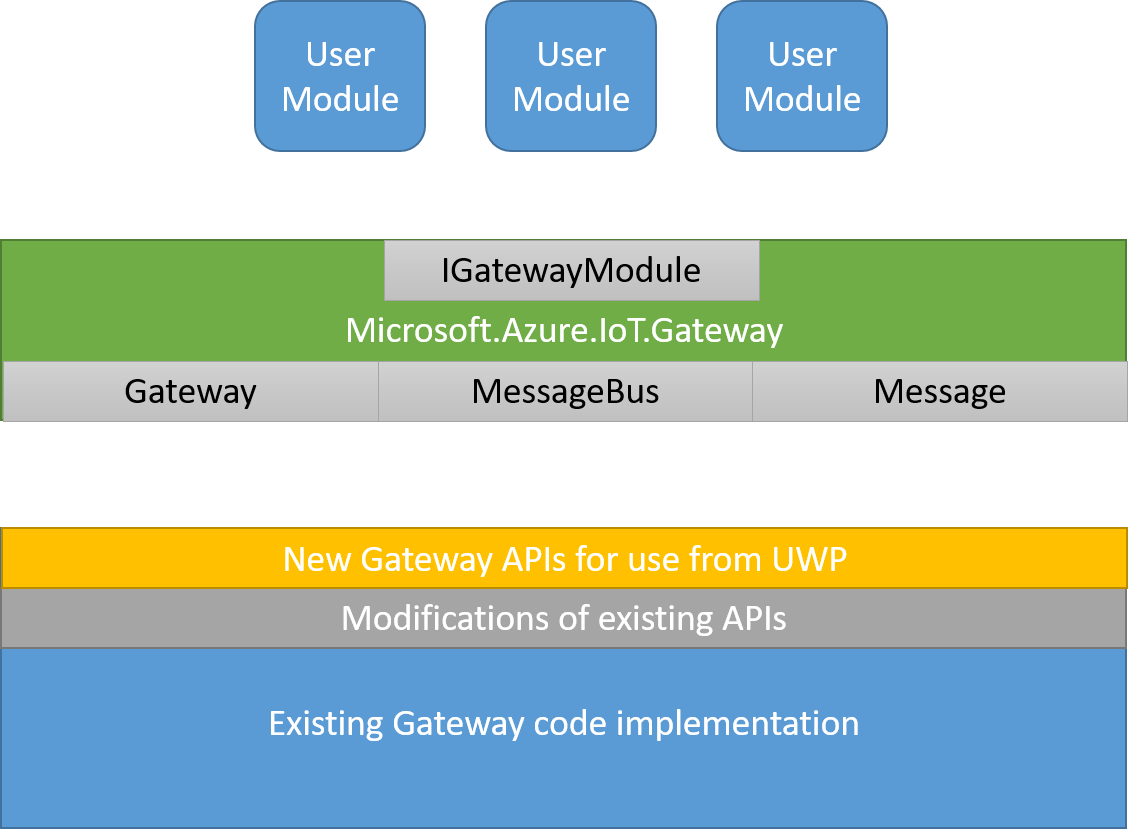 User
Module
User
Module
User
Module
IGatewayModule
Microsoft.Azure.IoT.Gateway
Gateway
MessageBus
Message
New Gateway APIs for use from UWP
Modifications of existing APIs
Existing Gateway code implementation